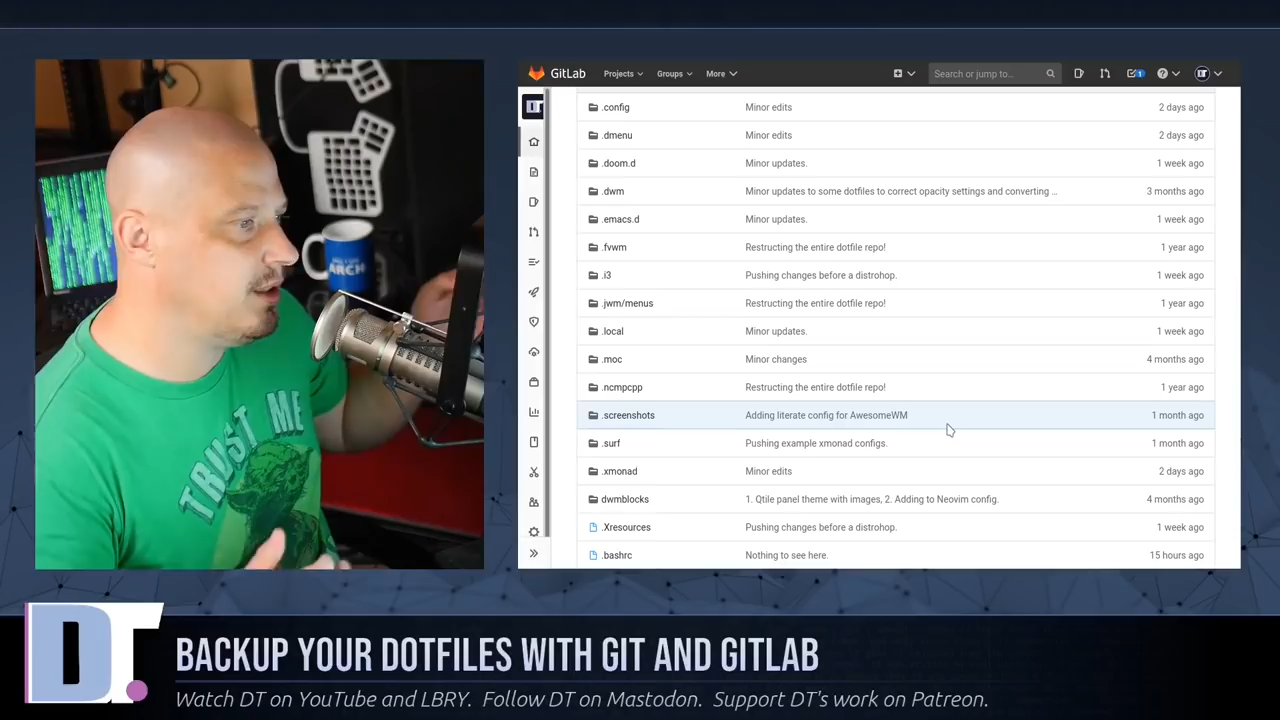 TRUST ME
ARCH
GitLab Projects Groups More Search or jump to... 1 DT
DT
.config Minor edits 2 days ago
.dmenu Minor edits 2 days ago
.doom.d Minor updates. 1 week ago
.dwm Minor updates to some dotfiles to correct opacity settings and converting ... 3 months ago
.emacs.d Minor updates. 1 week ago
.fvwm Restructing the entire dotfile repo! 1 year ago
.i3 Pushing changes before a distrohop. 1 week ago
.jwm/menus Restructing the entire dotfile repo! 1 year ago
.local Minor updates. 1 week ago
.moc Minor changes 4 months ago
.ncmpcpp Restructing the entire dotfile repo! 1 year ago
.screenshots Adding literate config for AwesomeWM 1 month ago
.surf Pushing example xmonad configs. 1 month ago
.xmonad Minor edits 2 days ago
dwmblocks 1. Qtile panel theme with images, 2. Adding to Neovim config. 4 months ago
.Xresources Pushing changes before a distrohop. 1 week ago
.bashrc Nothing to see here. 15 hours ago
DT.
BACKUP YOUR DOTFILES WITH GIT AND GITLAB
Watch DT on YouTube and LBRY. Follow DT on Mastodon. Support DT's work on Patreon.